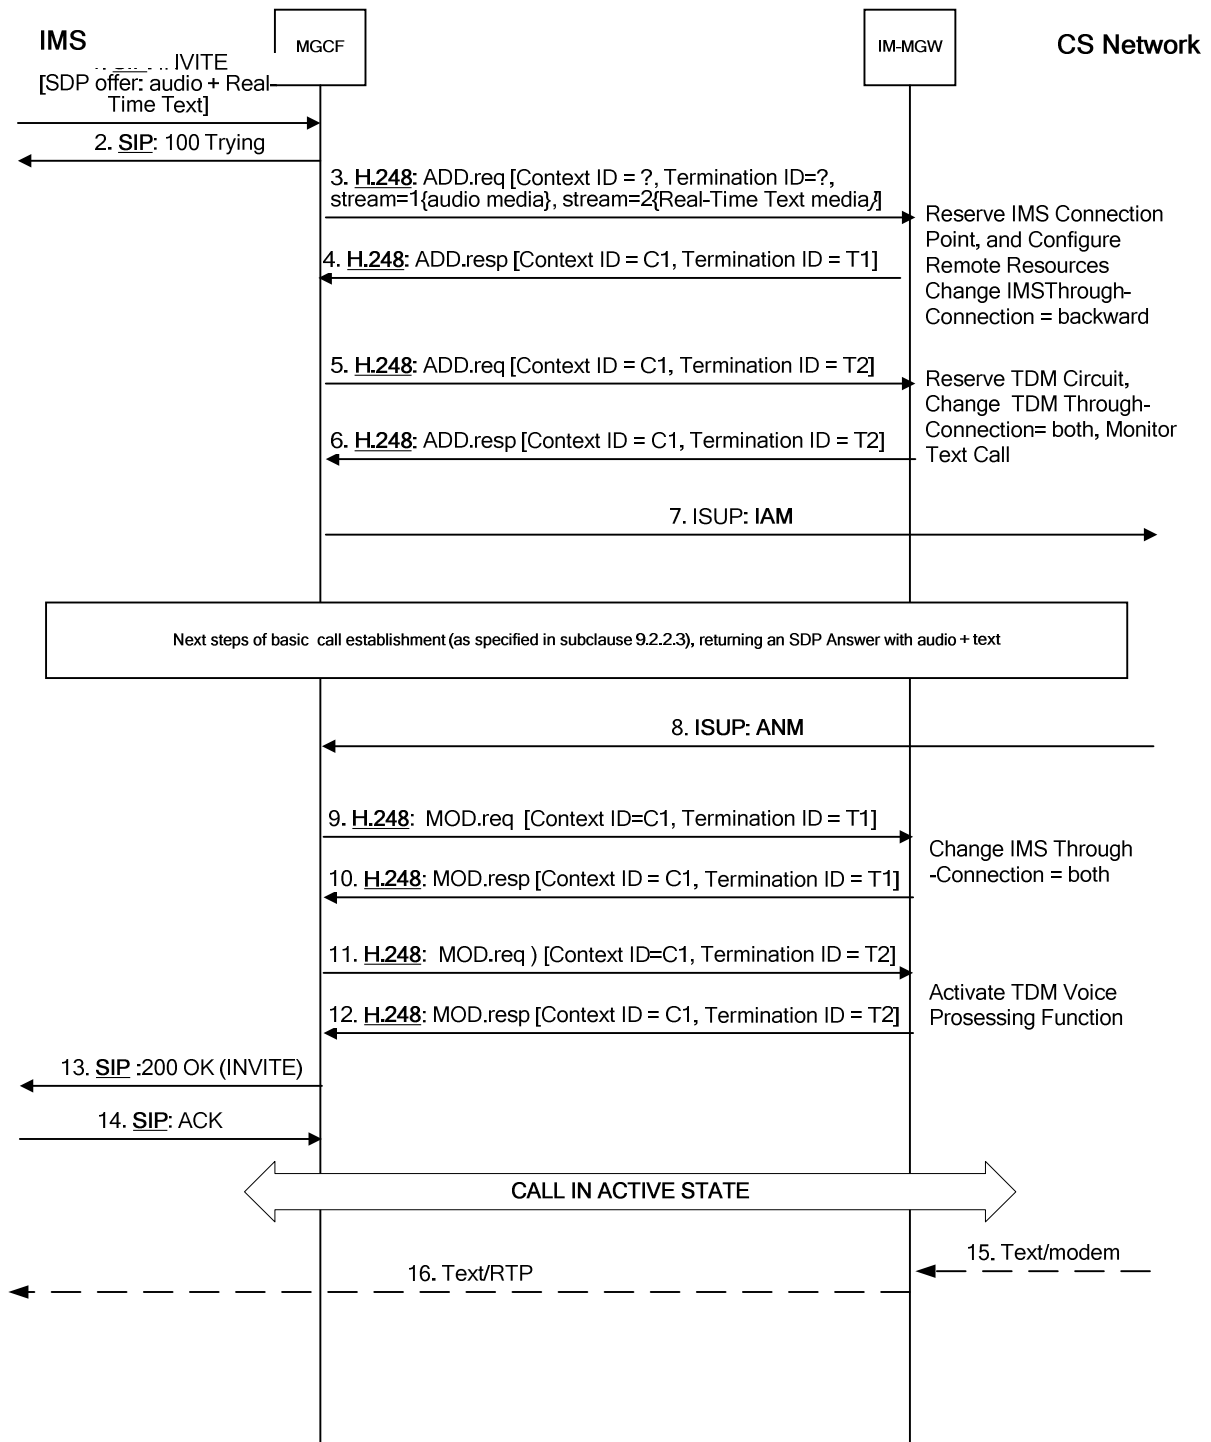 IMS
MGCF
IM-MGW
CS Network
INVITE
[SDP offer: audio + Real-
Time Text]
2. SIP: 100 Trying
3. H.248: ADD.req [Context ID = ?, Termination ID=?,
stream=1{audio media}, stream=2{Real-Time Text media}]
Reserve IMS Connection
Point, and Configure
Remote Resources
Change IMSThrough-
Connection = backward
4. H.248: ADD.resp [Context ID = C1, Termination ID = T1]
5. H.248: ADD.req [Context ID = C1, Termination ID = T2]
Reserve TDM Circuit,
Change TDM Through-
Connection= both, Monitor
Text Call
6. H.248: ADD.resp [Context ID = C1, Termination ID = T2]
7. ISUP: IAM
Next steps of basic call establishment (as specified in subclause 9.2.2.3), returning an SDP Answer with audio + text
8. ISUP: ANM
9. H.248: MOD.req [Context ID=C1, Termination ID = T1]
Change IMS Through
-Connection = both
10. H.248: MOD.resp [Context ID = C1, Termination ID = T1]
11. H.248: MOD.req ) [Context ID=C1, Termination ID = T2]
Activate TDM Voice
Prosessing Function
12. H.248: MOD.resp [Context ID = C1, Termination ID = T2]
13. SIP :200 OK (INVITE)
14. SIP: ACK
CALL IN ACTIVE STATE
15. Text/modem
16. Text/RTP